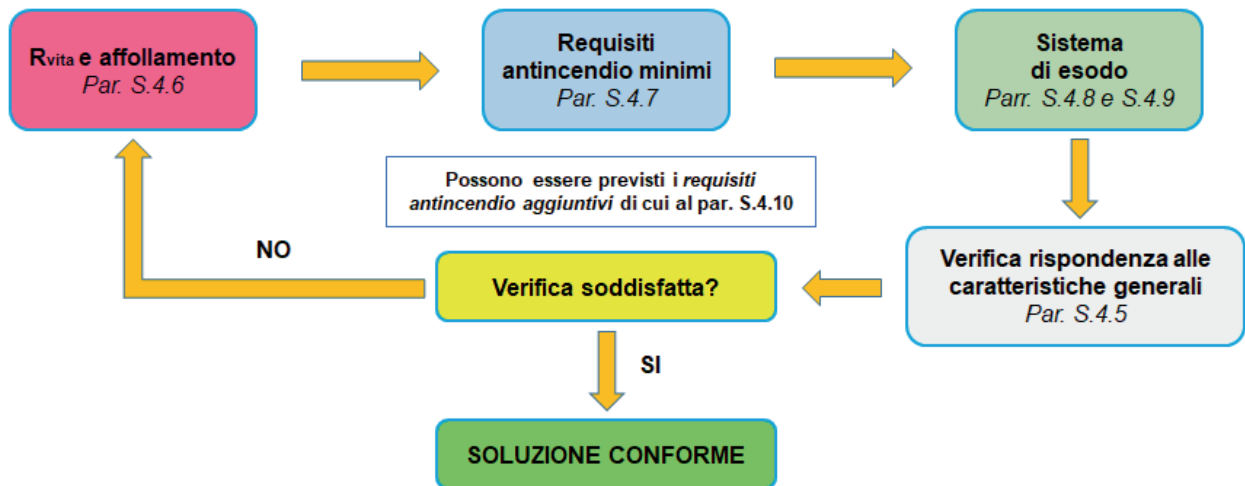 Rvita e affollamento
Par. S.4.6
Requisiti
antincendio minimi
Par. S.4.7
Sistema
di esodo
Parr. S.4.8 e S.4.9
Possono essere previsti i requisiti
antincendio aggiuntivi di cui al par. S.4.10
Verifica rispondenza alle
caratteristiche generali
Par. S.4.5
Verifica soddisfatta?
NO
SI
SOLUZIONE CONFORME